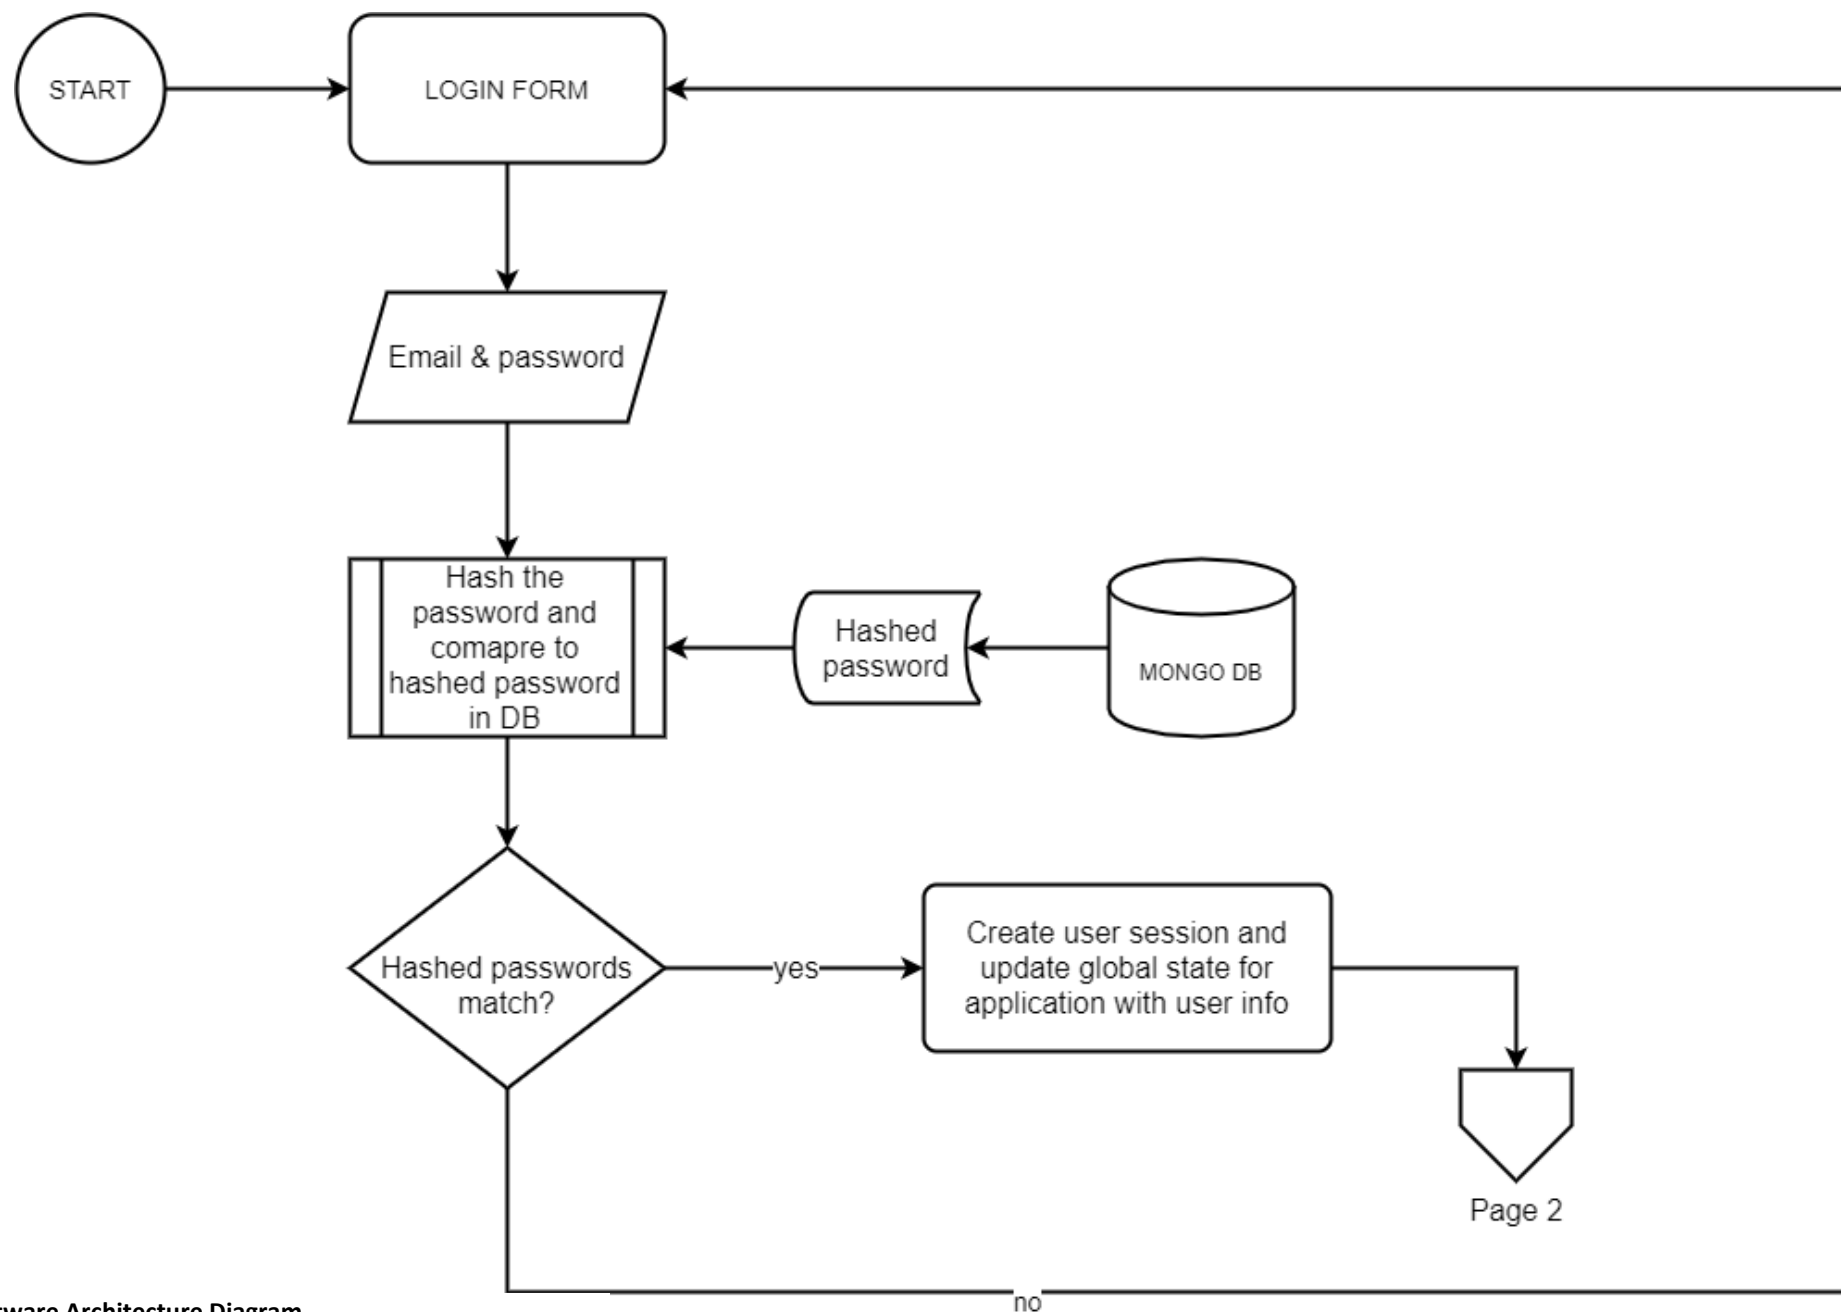 START
LOGIN FORM
Email & password
Hash the
password and
comapre to
hashed password
in DB
Hashed
password
MONGO DB
Hashed passwords
match?
yes
Create user session and
update global state for
application with user info
Page 2
no
Architecture Diagram